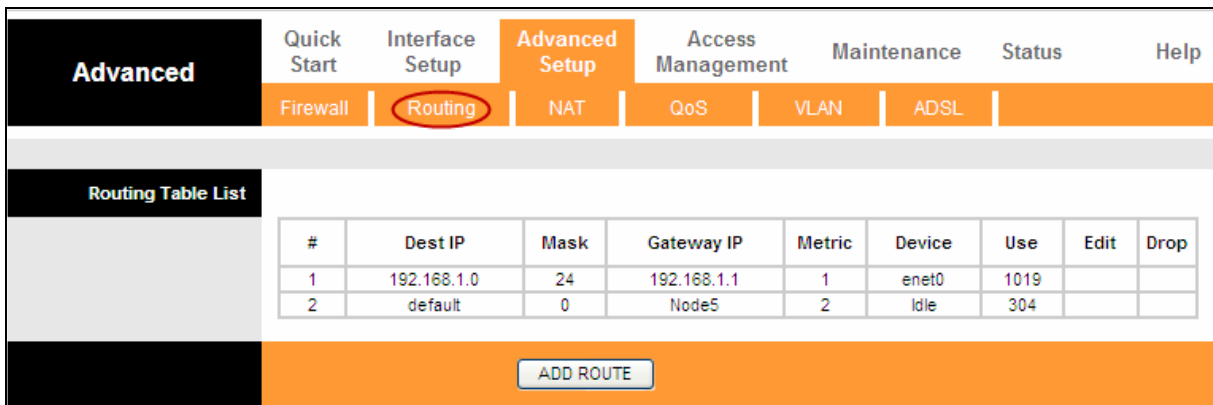 Advanced
Quick Start
Interface Setup
Advanced Setup
Access Management
Maintenance
Status
Help
Firewall
Routing
NAT
QoS
VLAN
ADSL
Routing Table List
# Dest IP Mask Gateway IP Metric Device Use Edit Drop
1 192.168.1.0 24 192.168.1.1 1 enet0 1019
2 default 0 Node5 2 Idle 304
ADD ROUTE